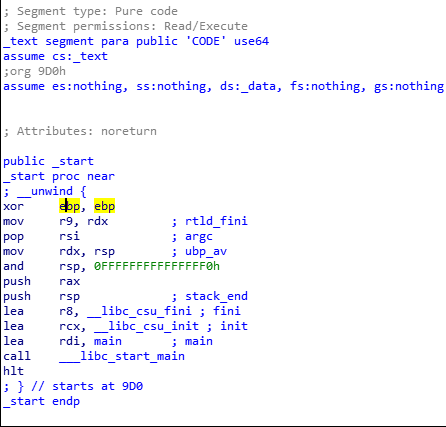 ; Segment type: Pure code
; Segment permissions: Read/Execute
_text segment para public 'CODE' use64
assume cs:_text
;org 9D0h
assume es:nothing, ss:nothing, ds:_data, fs:nothing, gs:nothing
; Attributes: noreturn
public _start
_start proc near
; __unwind {
xor ebp, ebp
mov r9, rdx ; rtld_fini
pop rsi ; argc
mov rdx, rsp ; ubp_av
and rsp, 0FFFFFFFFFFFFFFF0h
push rax
push rsp ; stack_end
lea r8, __libc_csu_fini ; fini
lea rcx, __libc_csu_init ; init
lea rdi, main ; main
call ___libc_start_main
hlt
; } // starts at 9D0
_start endp